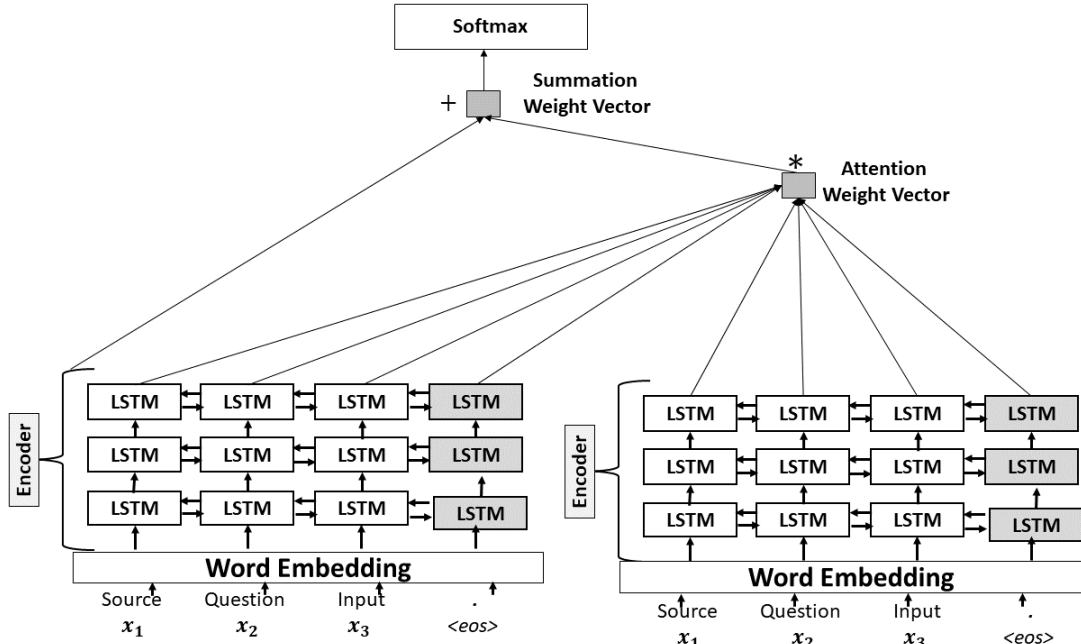 Softmax
+
Summation
Weight Vector
*
Attention
Weight Vector
Encoder
LSTM LSTM LSTM LSTM
LSTM LSTM LSTM LSTM
LSTM LSTM LSTM LSTM
Word Embedding
Source Question Input .
x₁ x₂ x₃ <eos>
Encoder
LSTM LSTM LSTM LSTM
LSTM LSTM LSTM LSTM
LSTM LSTM LSTM LSTM
Word Embedding
Source Question Input .
x₁ x₂ x₃ <eos>